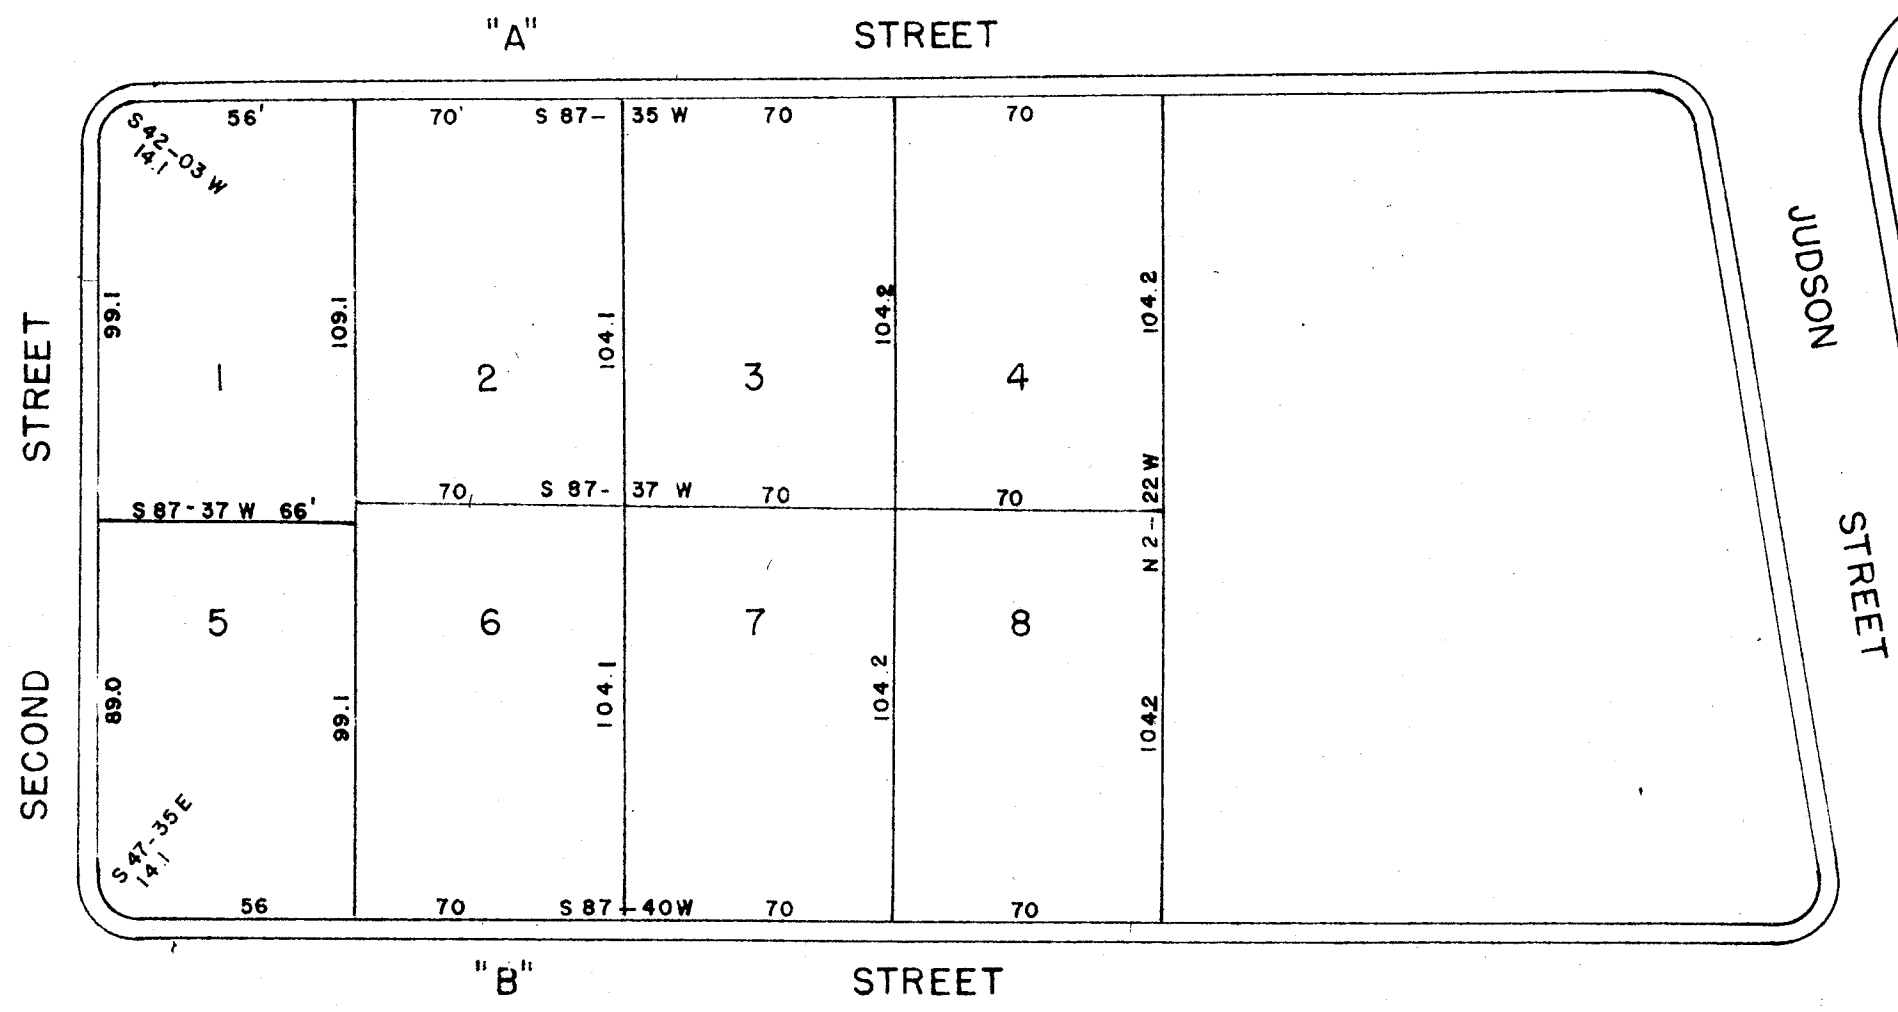 "A" STREET
56' 70' S 87- 35 W 70 70
S 42-03 W
14.1
JUDSON STREET
SECOND STREET
99.1 109.1 104.1 104.2 104.2
1 2 3 4
70 S 87- 37 W 70 70
S 87-37 W 66'
N 2-22 W
5 6 7 8
89.0 99.1 104.1 104.2 104.2
S 47-35 E
14.1
56 70 S 87-40 W 70 70
"B" STREET